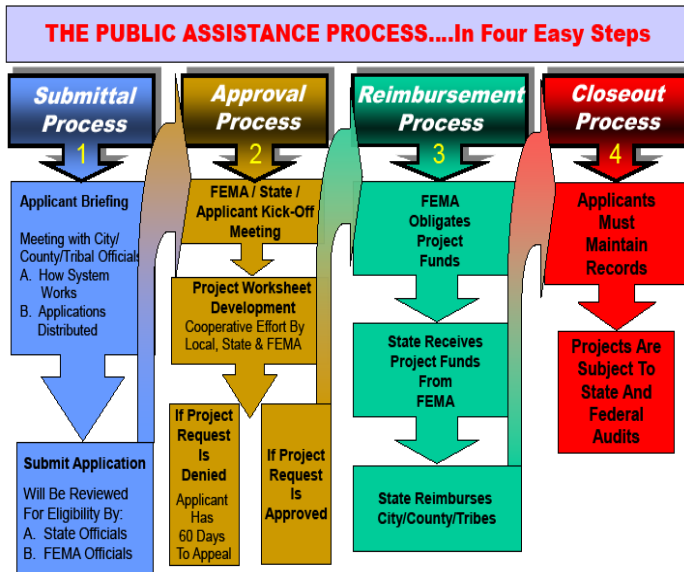 THE PUBLIC ASSISTANCE PROCESS....In Four Easy Steps
Submittal
Process
1
Applicant Briefing
Meeting with City/
County/Tribal Officials
A. How System
Works
B. Applications
Distributed
Submit Application
Will Be Reviewed
For Eligibility By:
A. State Officials
B. FEMA Officials
Approval
Process
2
FEMA / State /
Applicant Kick-Off
Meeting
Project Worksheet
Development
Cooperative Effort By
Local, State & FEMA
If Project
Request
Is
Denied
Applicant
Has
60 Days
To Appeal
If Project
Request
Is
Approved
Reimbursement
Process
3
FEMA
Obligates
Project
Funds
State Receives
Project Funds
From
FEMA
State Reimburses
City/County/Tribes
Closeout
Process
4
Applicants
Must
Maintain
Records
Projects Are
Subject To
State And
Federal
Audits